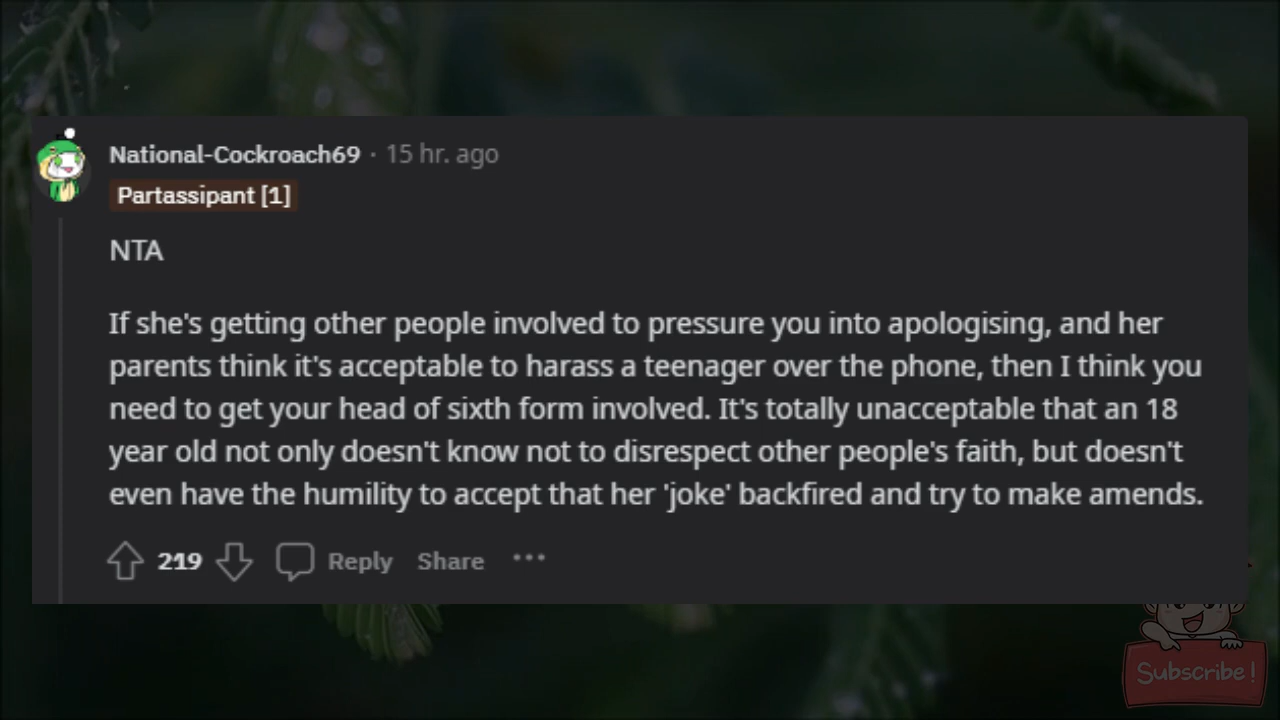 National-Cockroach69 · 15 hr. ago
Partassipant [1]
NTA
If she's getting other people involved to pressure you into apologising, and her
parents think it's acceptable to harass a teenager over the phone, then I think you
need to get your head of sixth form involved. It's totally unacceptable that an 18
year old not only doesn't know not to disrespect other people's faith, but doesn't
even have the humility to accept that her 'joke' backfired and try to make amends.
219 Reply Share ···
Subscribe!